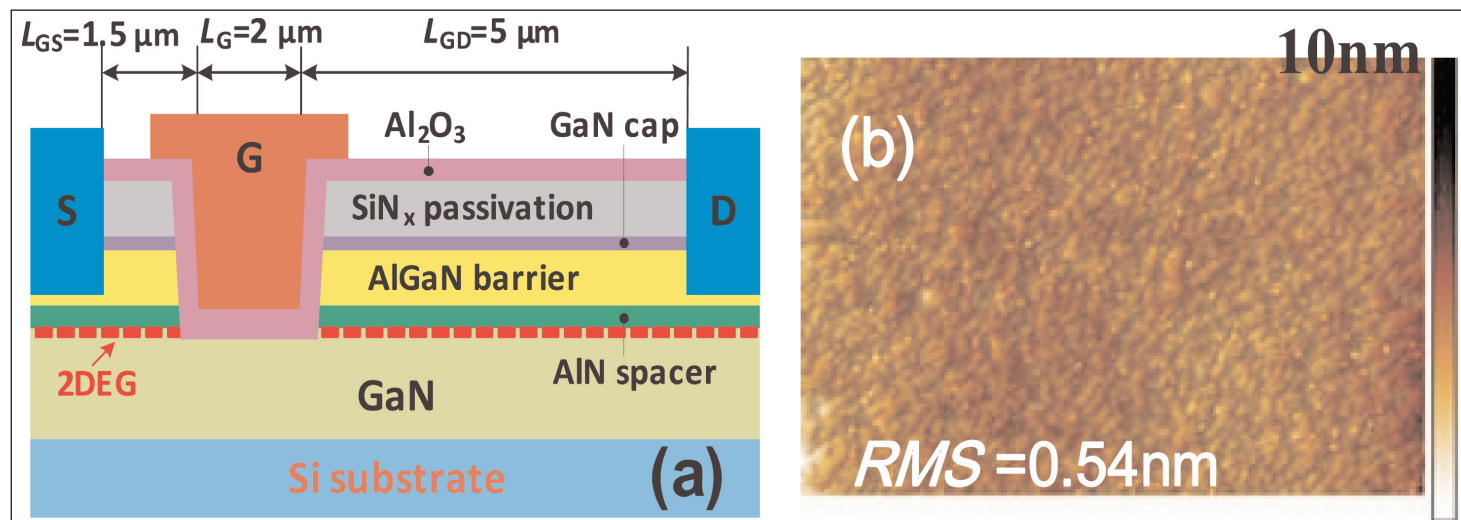 LGS=1.5 μm LG=2 μm LGD=5 μm
Al2O3 GaN cap
G
S SiNx passivation D
AlGaN barrier
2DEG AlN spacer
GaN
Si substrate (a)
10nm
(b)
RMS =0.54nm